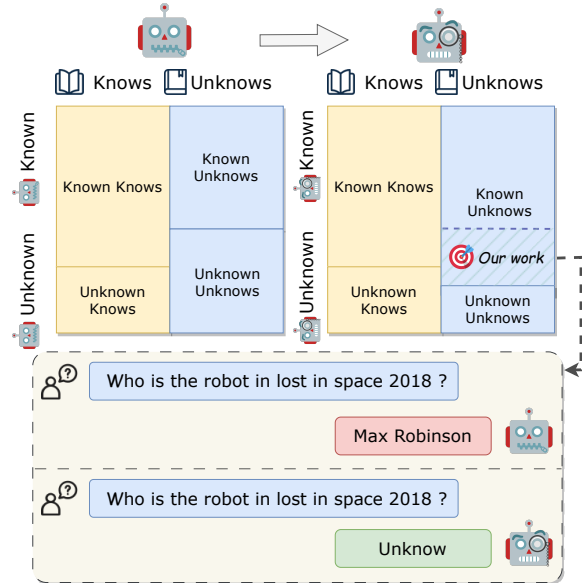 Knows Unknows Knows Unknows
Known
Unknown
Known Knows
Known
Unknows
Unknown
Knows
Unknown
Unknows
Known
Unknown
Known Knows
Known
Unknows
Our work
Unknown
Knows
Unknown
Unknows
Who is the robot in lost in space 2018 ?
Max Robinson
Who is the robot in lost in space 2018 ?
Unknow